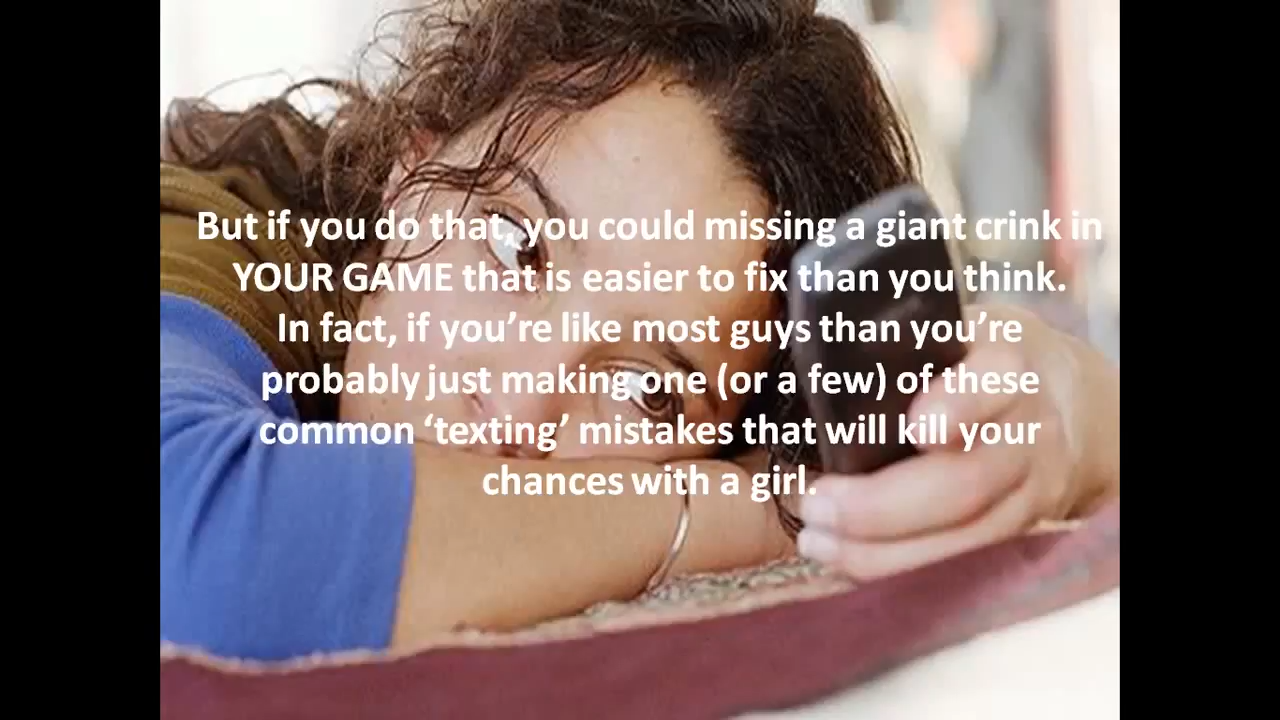 But if you do that, you could missing a giant crink in
YOUR GAME that is easier to fix than you think.
In fact, if you’re like most guys than you’re
probably just making one (or a few) of these
common ‘texting’ mistakes that will kill your
chances with a girl.